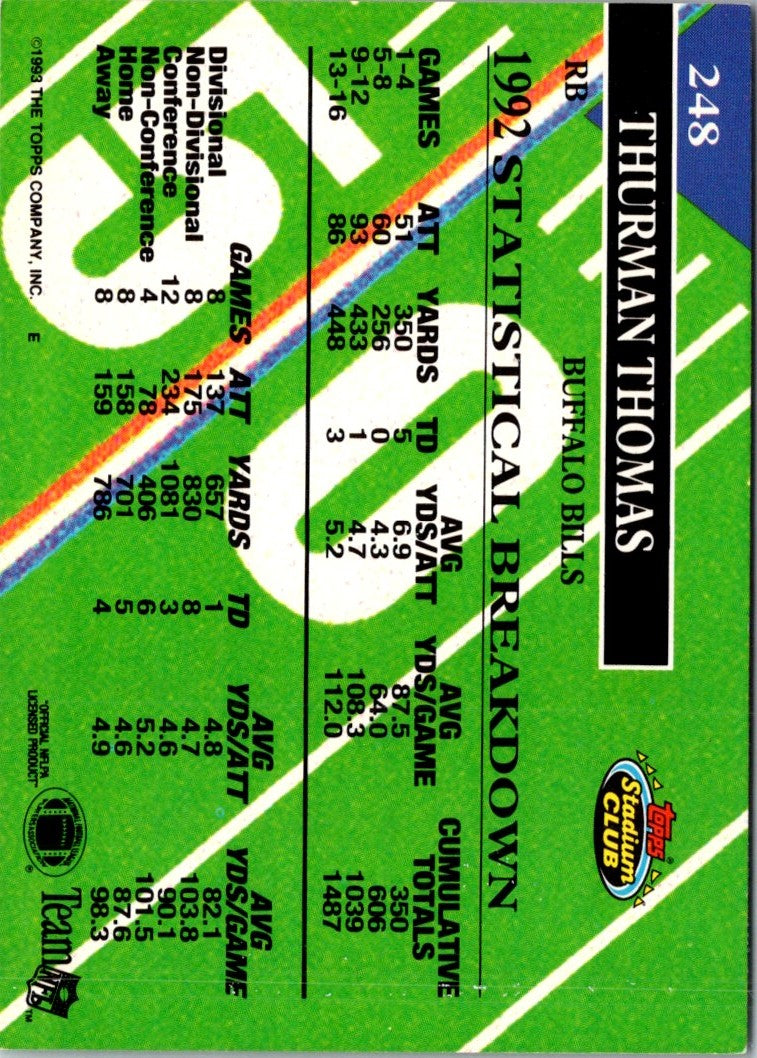 248
THURMAN THOMAS
RB BUFFALO BILLS
topps®
Stadium
CLUB
1992 STATISTICAL BREAKDOWN
GAMES ATT YARDS TD AVG YDS/ATT AVG YDS/GAME CUMULATIVE TOTALS
1-4 51 350 5 6.9 87.5 350
5-8 60 256 0 4.3 64.0 606
9-12 93 433 1 4.7 108.3 1039
13-16 86 448 3 5.2 112.0 1487
GAMES ATT YARDS TD AVG YDS/ATT AVG YDS/GAME
Divisional 8 137 657 1 4.8 82.1
Non-Divisional 8 175 830 8 4.7 103.8
Conference 12 234 1081 3 4.6 90.1
Non-Conference 4 78 406 6 5.2 101.5
Home 8 158 701 5 4.6 87.6
Away 8 159 786 4 4.9 98.3
©1993 THE TOPPS COMPANY, INC. E
"OFFICIAL NFLPA
LICENSED PRODUCT"
®
Team NFL™
50